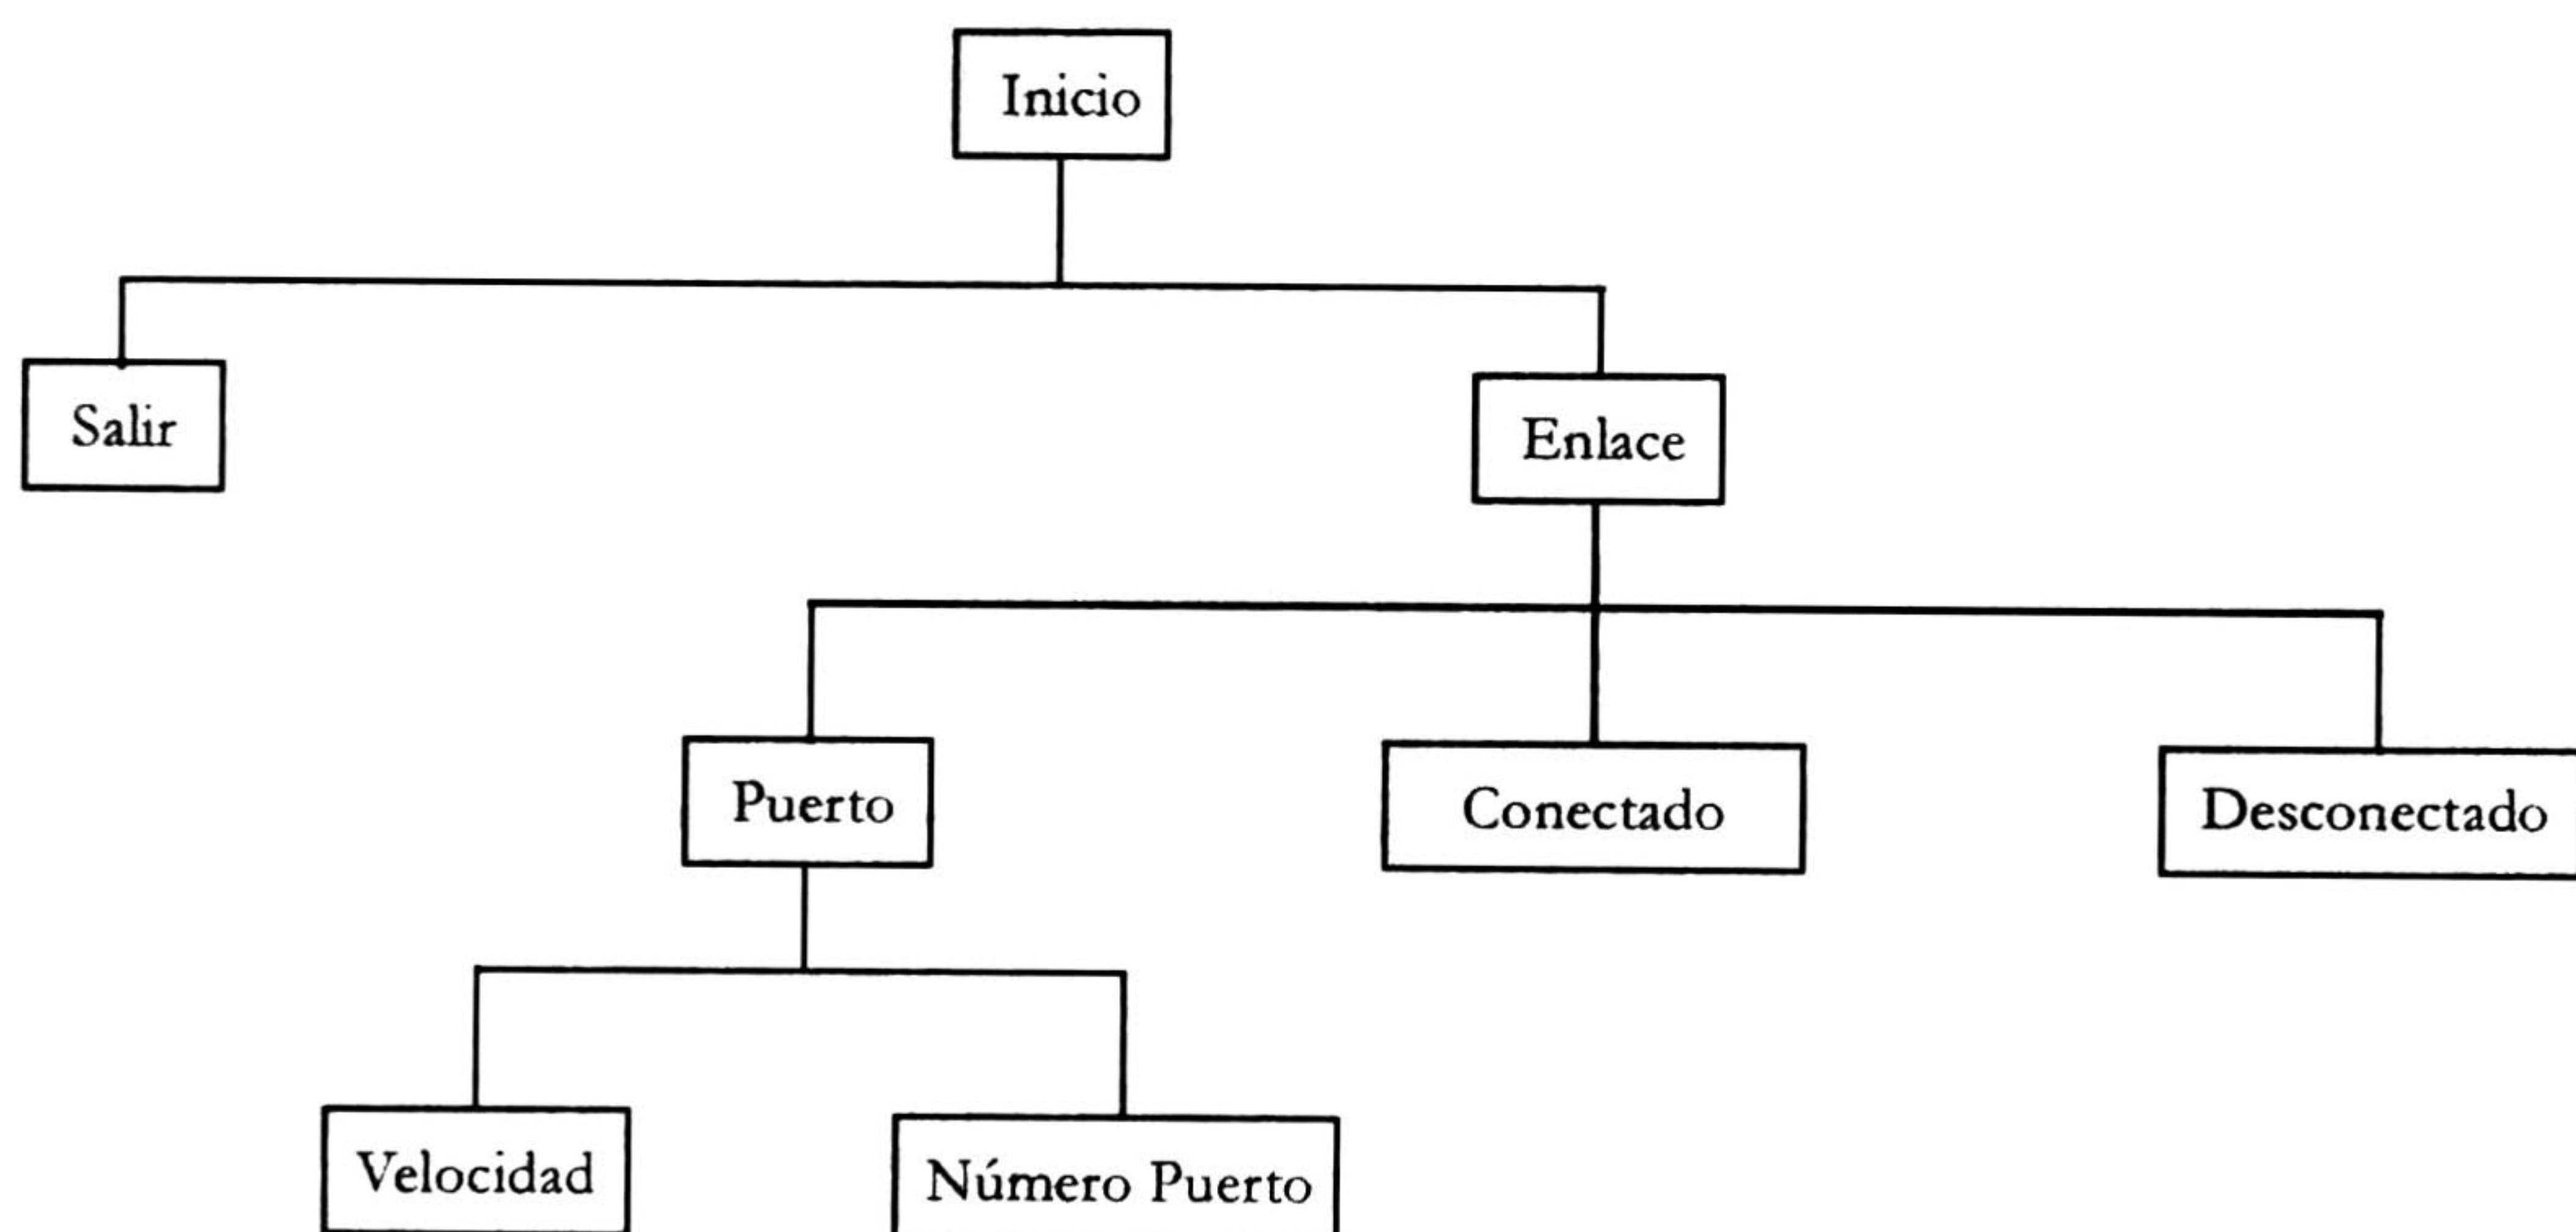 Inicio
Salir
Enlace
Puerto
Conectado
Desconectado
Velocidad
Número Puerto